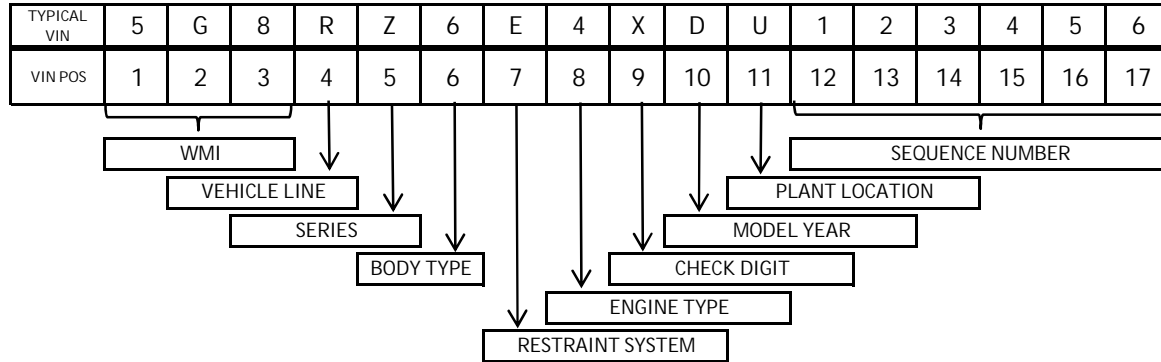 TYPICAL VIN 5 G 8 R Z 6 E 4 X D U 1 2 3 4 5 6
VIN POS 1 2 3 4 5 6 7 8 9 10 11 12 13 14 15 16 17
WMI SEQUENCE NUMBER
VEHICLE LINE PLANT LOCATION
SERIES MODEL YEAR
BODY TYPE CHECK DIGIT
ENGINE TYPE
RESTRAINT SYSTEM